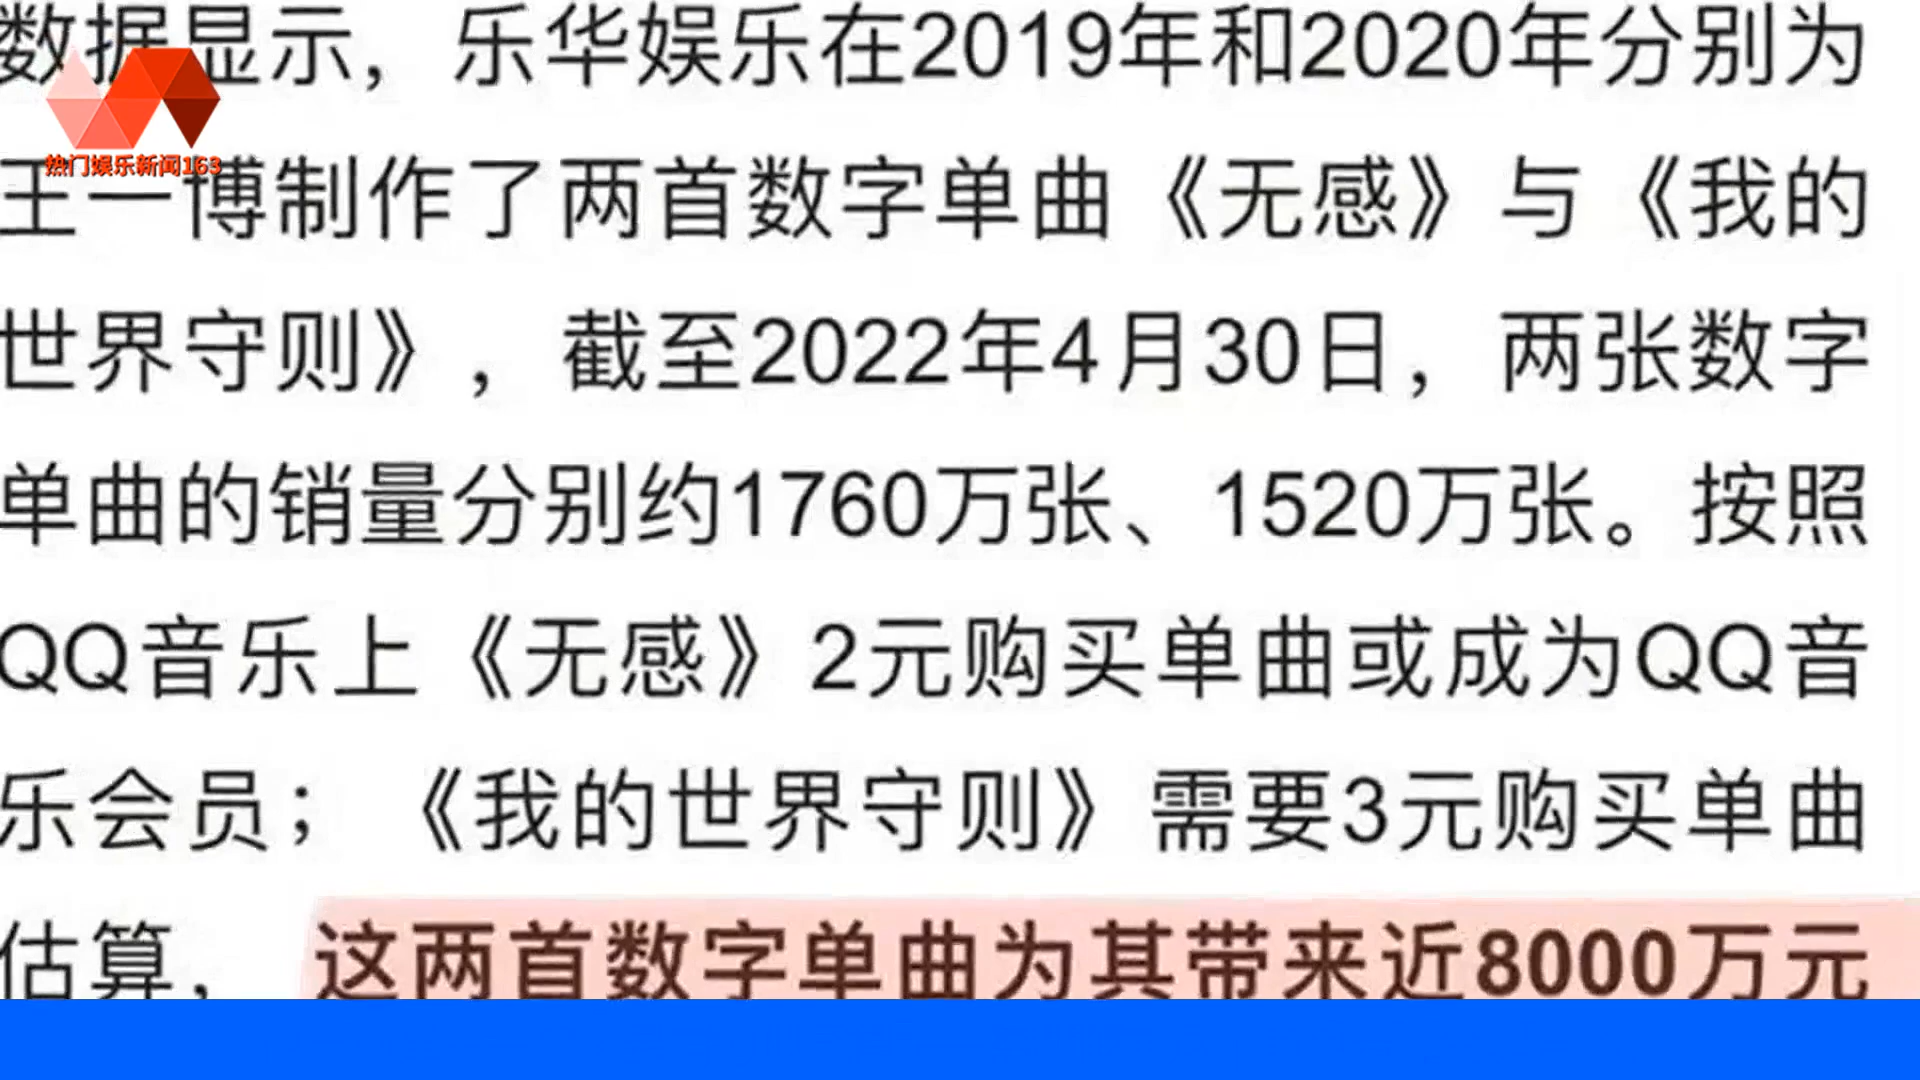 数据显示，乐华娱乐在2019年和2020年分别为
热门娱乐新闻163
王一博制作了两首数字单曲《无感》与《我的
世界守则》，截至2022年4月30日，两张数字
单曲的销量分别约1760万张、1520万张。按照
QQ音乐上《无感》2元购买单曲或成为QQ音
乐会员；《我的世界守则》需要3元购买单曲
估算，这两首数字单曲为其带来近8000万元